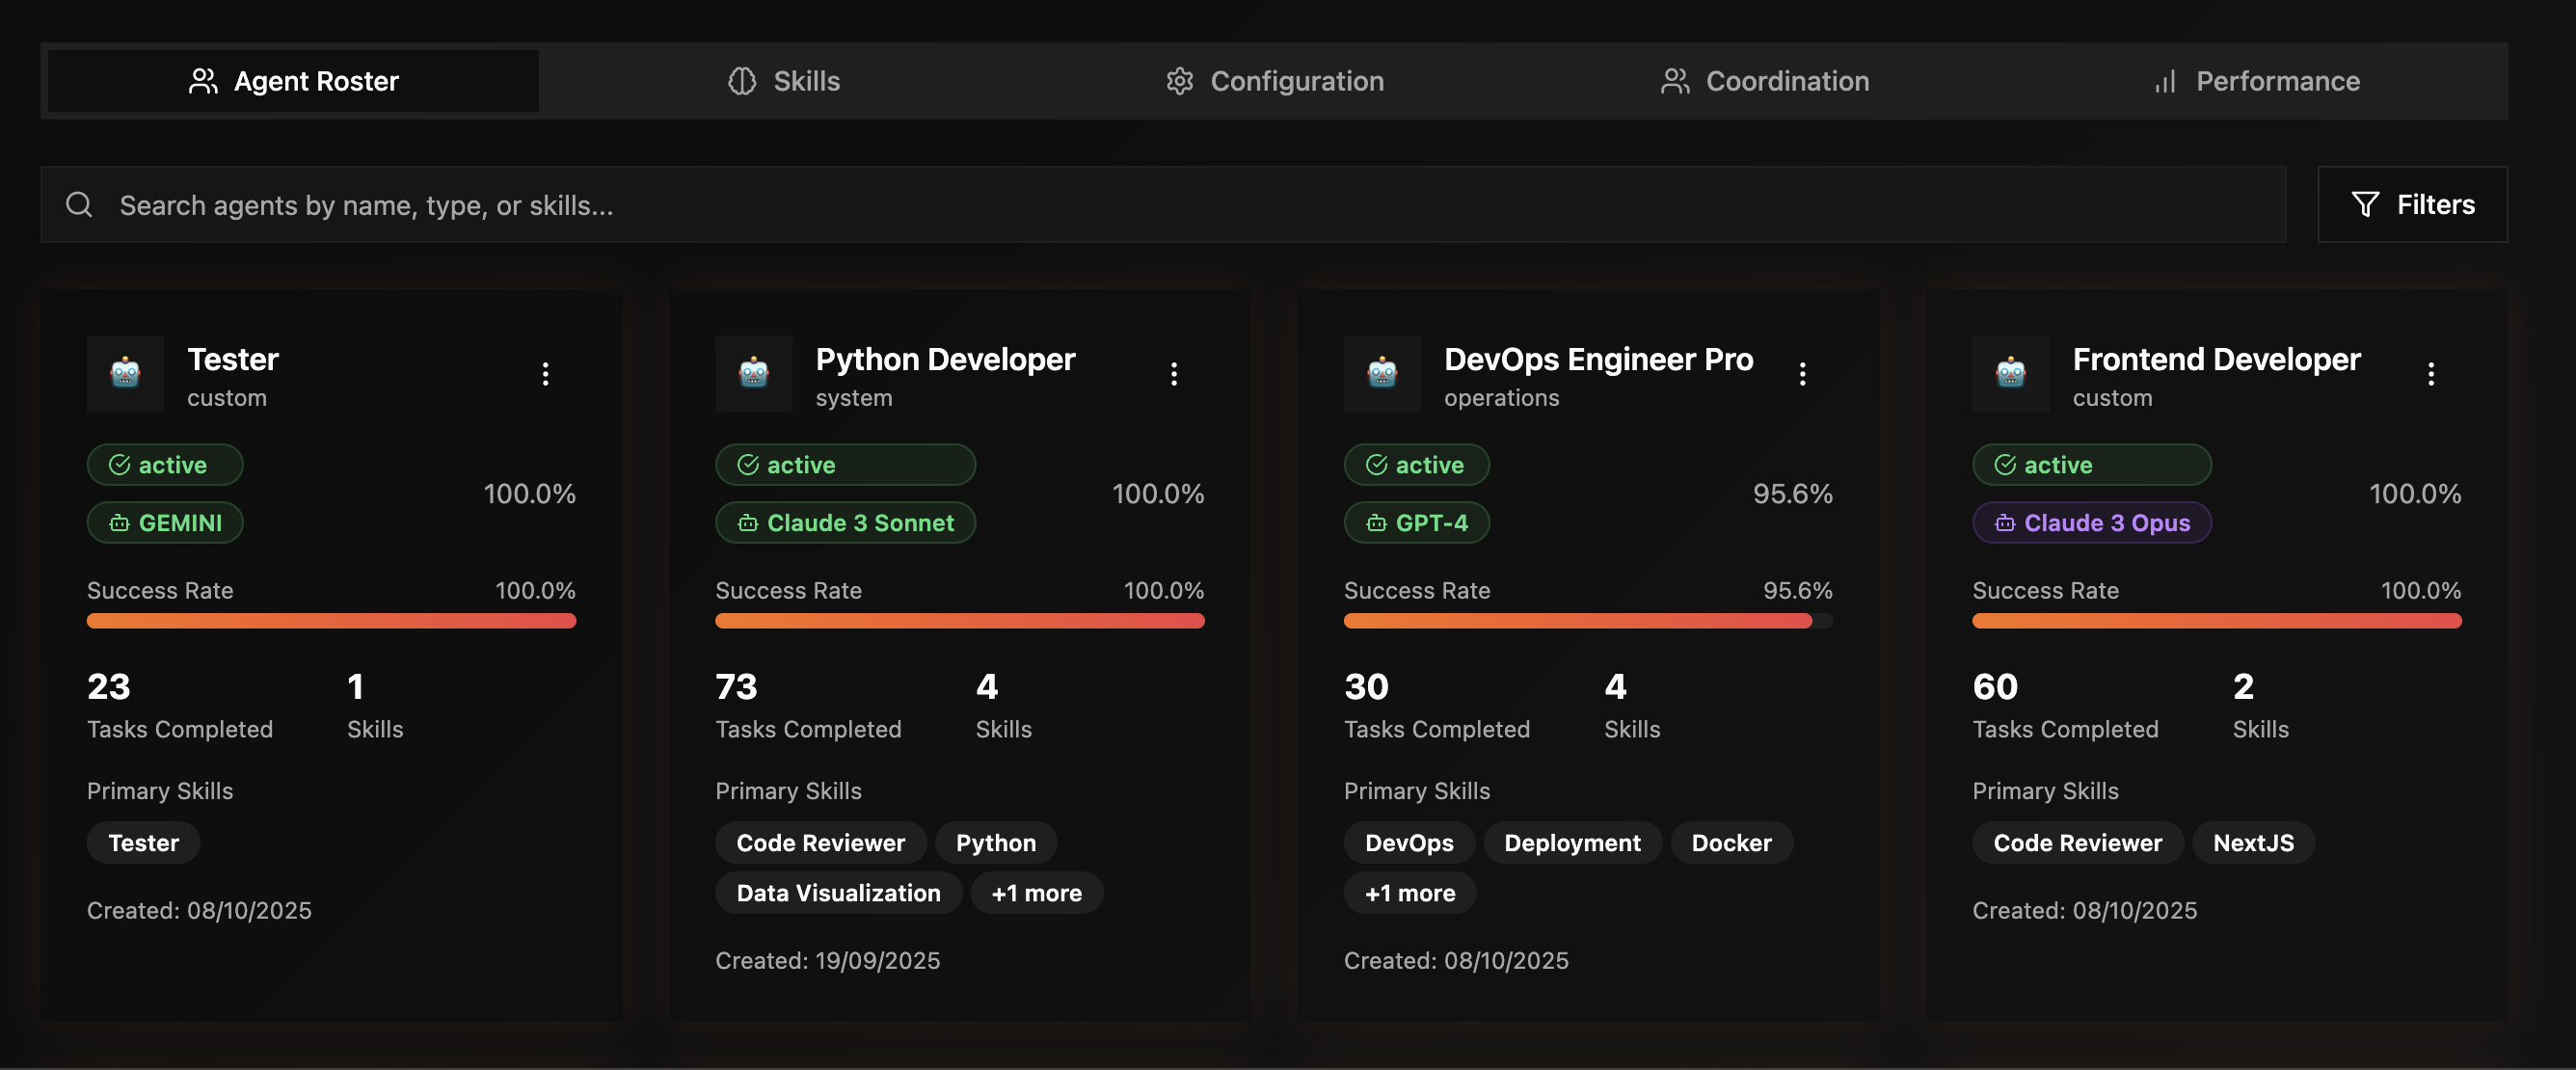 Agent Roster
Skills
Configuration
Coordination
Performance
Search agents by name, type, or skills...
Filters
Tester
custom
active
GEMINI
100.0%
Success Rate 100.0%
23 1
Tasks Completed Skills
Primary Skills
Tester
Created: 08/10/2025
Python Developer
system
active
Claude 3 Sonnet
100.0%
Success Rate 100.0%
73 4
Tasks Completed Skills
Primary Skills
Code Reviewer Python
Data Visualization +1 more
Created: 19/09/2025
DevOps Engineer Pro
operations
active
GPT-4
95.6%
Success Rate 95.6%
30 4
Tasks Completed Skills
Primary Skills
DevOps Deployment Docker
+1 more
Created: 08/10/2025
Frontend Developer
custom
active
Claude 3 Opus
100.0%
Success Rate 100.0%
60 2
Tasks Completed Skills
Primary Skills
Code Reviewer NextJS
Created: 08/10/2025